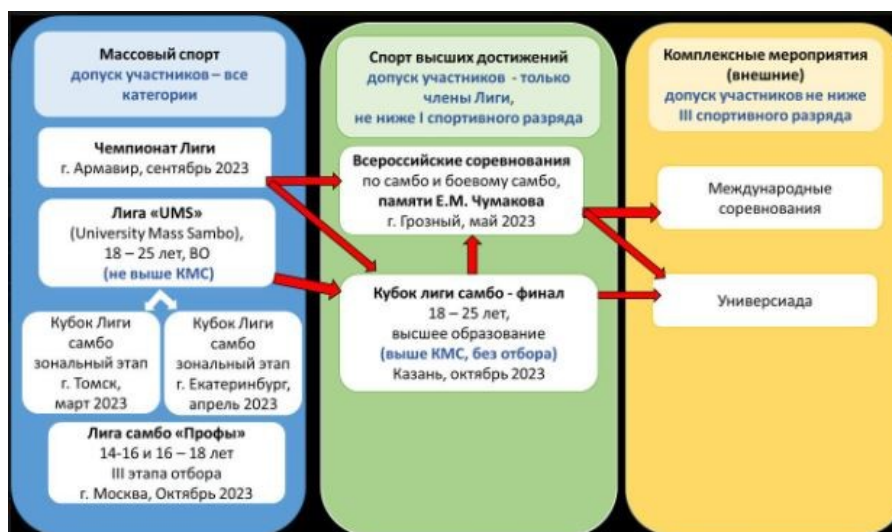 Массовый спорт
допуск участников – все
категории
Чемпионат Лиги
г. Армавир, сентябрь 2023
Лига «UMS»
(University Mass Sambo),
18 – 25 лет, ВО
(не выше КМС)
Кубок Лиги
самбо
зональный этап
г. Томск,
март 2023
Кубок Лиги
самбо
зональный этап
г. Екатеринбург,
апрель 2023
Лига самбо «Профы»
14-16 и 16 – 18 лет
III этапа отбора
г. Москва, Октябрь 2023
Спорт высших достижений
допуск участников - только
члены Лиги,
не ниже I спортивного разряда
Всероссийские соревнования
по самбо и боевому самбо,
памяти Е.М. Чумакова
г. Грозный, май 2023
Кубок лиги самбо - финал
18 – 25 лет,
высшее образование
(выше КМС, без отбора)
Казань, октябрь 2023
Комплексные мероприятия
(внешние)
допуск участников не ниже
III спортивного разряда
Международные
соревнования
Универсиада